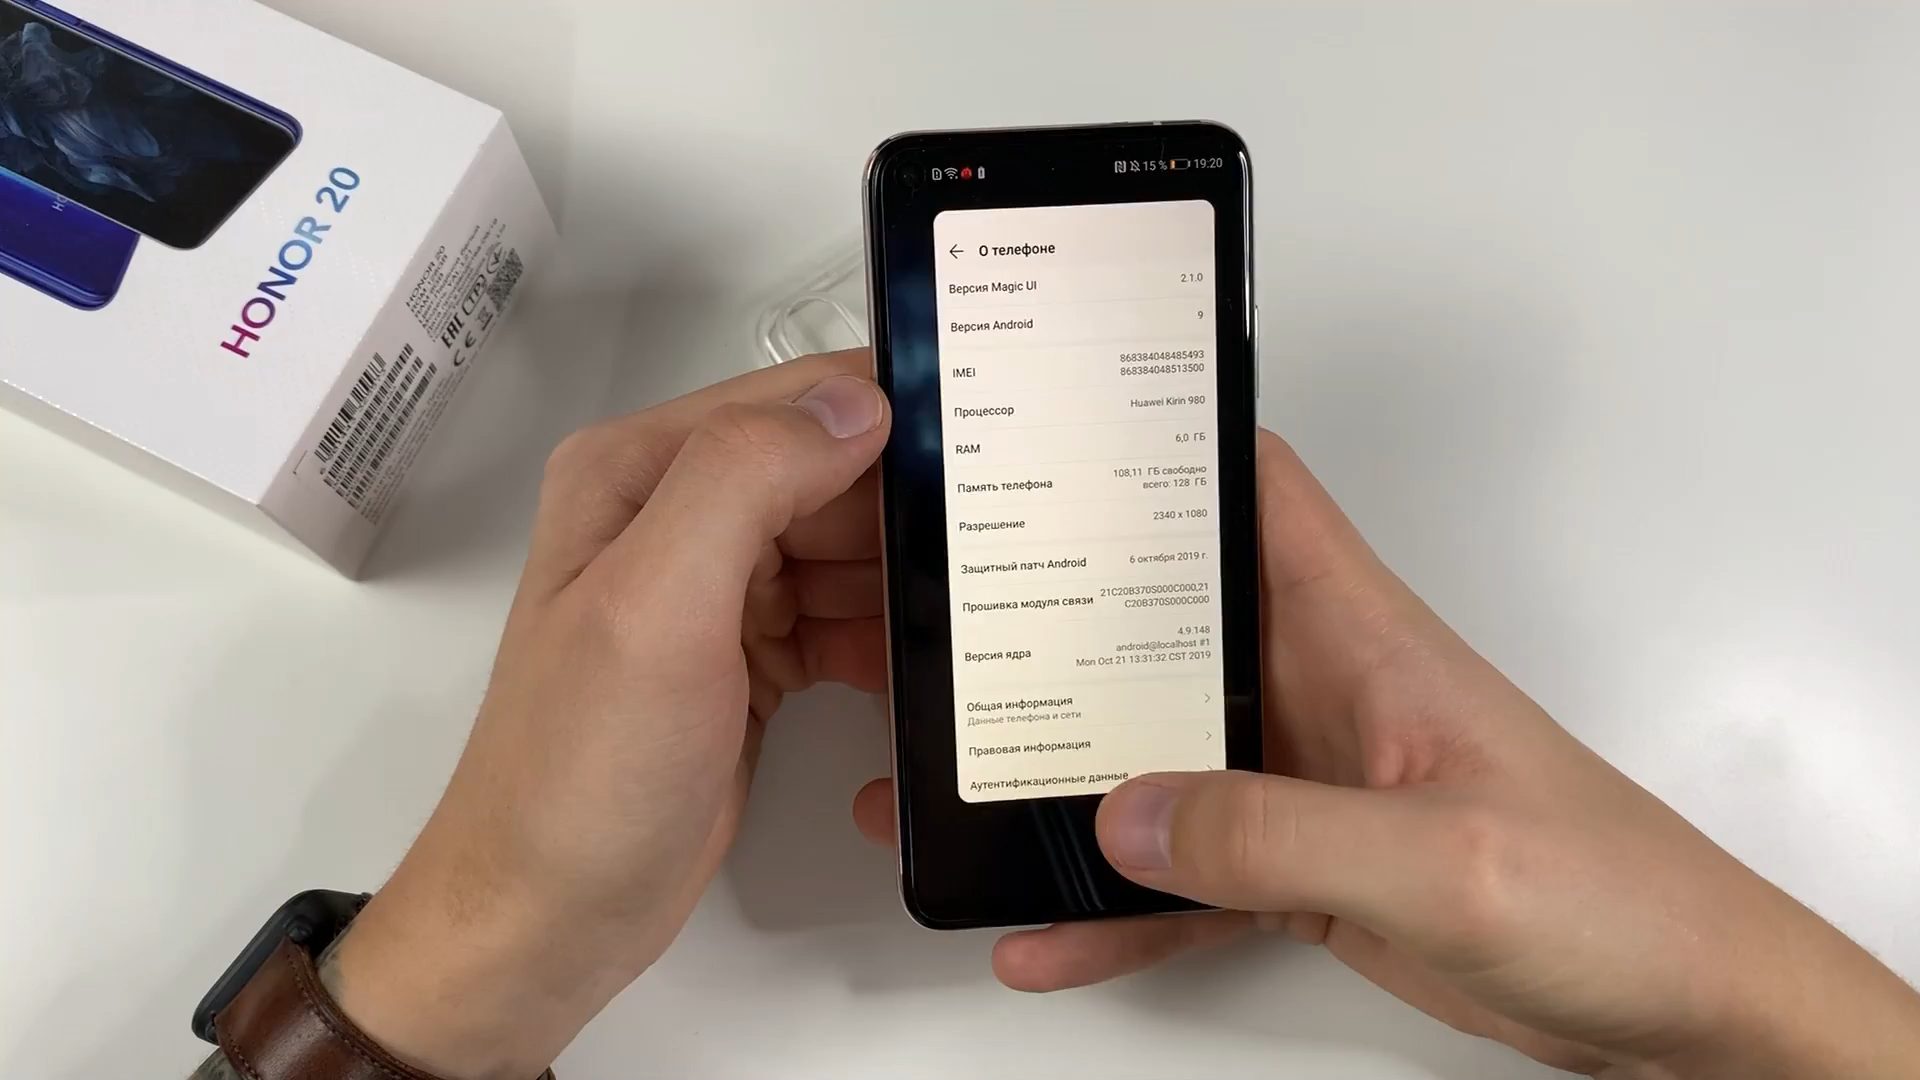 HONOR 20
HONOR 20
15 % 19:20
О телефоне
Версия Magic UI 2.1.0
Версия Android 9
IMEI 868384048485493
868384048513500
Процессор Huawei Kirin 980
RAM 6,0 ГБ
Память телефона 108,11 ГБ свободно
всего: 128 ГБ
Разрешение 2340 x 1080
Защитный патч Android 6 октября 2019 г.
Прошивка модуля связи 21C20B370S000C000,21
C20B370S000C000
Версия ядра 4.9.148
android@localhost #1
Mon Oct 21 13:31:32 CST 2019
Общая информация
Данные телефона и сети
Правовая информация
Аутентификационные данные